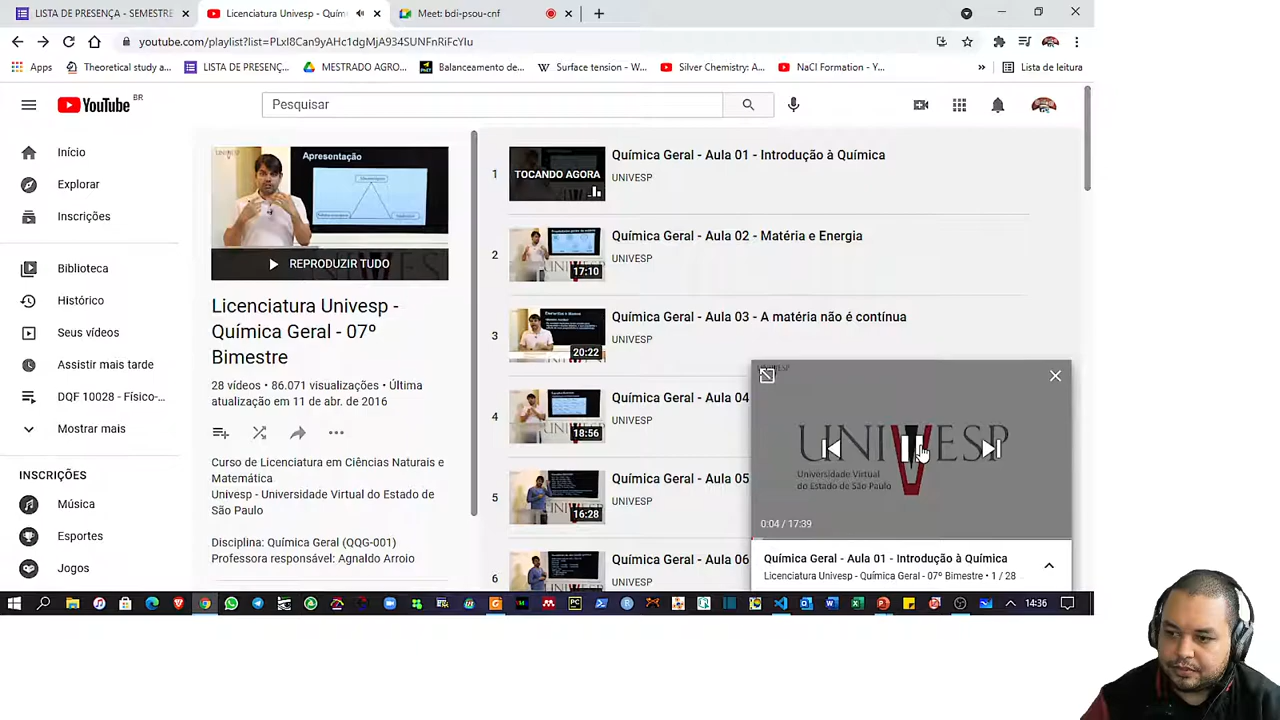 LISTA DE PRESENÇA - SEMESTRE
Licenciatura Univesp - Quím
Meet: bdi-psou-cnf
youtube.com/playlist?list=PLxI8Can9yAHc1dgMjA934SUNFnRiFcYIu
Apps
Theoretical study a...
LISTA DE PRESENÇ...
MESTRADO AGRO...
Balanceamento de...
Surface tension - W...
Silver Chemistry: A...
NaCl Formation - Y...
»
Lista de leitura
YouTube BR
Pesquisar
Início
Explorar
Inscrições
Biblioteca
Histórico
Seus vídeos
Assistir mais tarde
DQF 10028 - Físico-...
Mostrar mais
INSCRIÇÕES
Música
Esportes
Jogos
Apresentação
REPRODUZIR TUDO
Licenciatura Univesp -
Química Geral - 07º
Bimestre
28 vídeos • 86.071 visualizações • Última
atualização em 11 de abr. de 2016
Curso de Licenciatura em Ciências Naturais e
Matemática
Univesp - Universidade Virtual do Estado de
São Paulo
Disciplina: Química Geral (QQG-001)
Professora responsável: Agnaldo Arroio
1
TOCANDO AGORA
Química Geral - Aula 01 - Introdução à Química
UNIVESP
2
17:10
Química Geral - Aula 02 - Matéria e Energia
UNIVESP
3
20:22
Química Geral - Aula 03 - A matéria não é contínua
UNIVESP
4
18:56
Química Geral - Aula 04
UNIVESP
5
16:28
Química Geral - Aula 05
UNIVESP
6
Química Geral - Aula 06
UNIVESP
UNIVESP
Universidade Virtual
do Estado de São Paulo
0:04 / 17:39
Química Geral - Aula 01 - Introdução à Química
Licenciatura Univesp - Química Geral - 07º Bimestre • 1 / 28
14:36